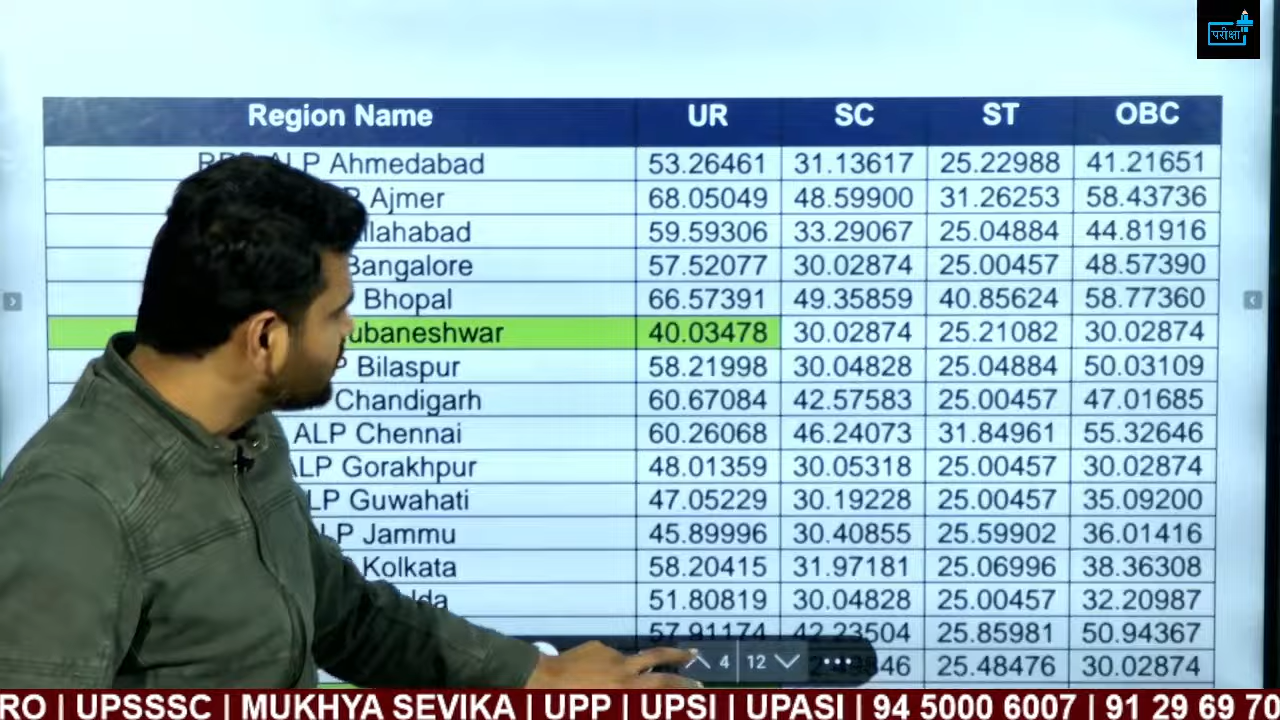 परीक्षा
Region Name UR SC ST OBC
ALP Ahmedabad 53.26461 31.13617 25.22988 41.21651
Ajmer 68.05049 48.59900 31.26253 58.43736
59.59306 33.29067 25.04884 44.81916
Bangalore 57.52077 30.02874 25.00457 48.57390
Bhopal 66.57391 49.35859 40.85624 58.77360
40.03478 30.02874 25.21082 30.02874
Bilaspur 58.21998 30.04828 25.04884 50.03109
Chandigarh 60.67084 42.57583 25.00457 47.01685
ALP Chennai 60.26068 46.24073 31.84961 55.32646
Gorakhpur 48.01359 30.05318 25.00457 30.02874
Guwahati 47.05229 30.19228 25.00457 35.09200
Jammu 45.89996 30.40855 25.59902 36.01416
Kolkata 58.20415 31.97181 25.06996 38.36308
51.80819 30.04828 25.00457 32.20987
57.91174 42.23504 25.85981 50.94367
25.48476 30.02874
4 12
RO | UPSSSC | MUKHYA SEVIKA | UPP | UPSI | UPASI | 94 5000 6007 | 91 29 69 70